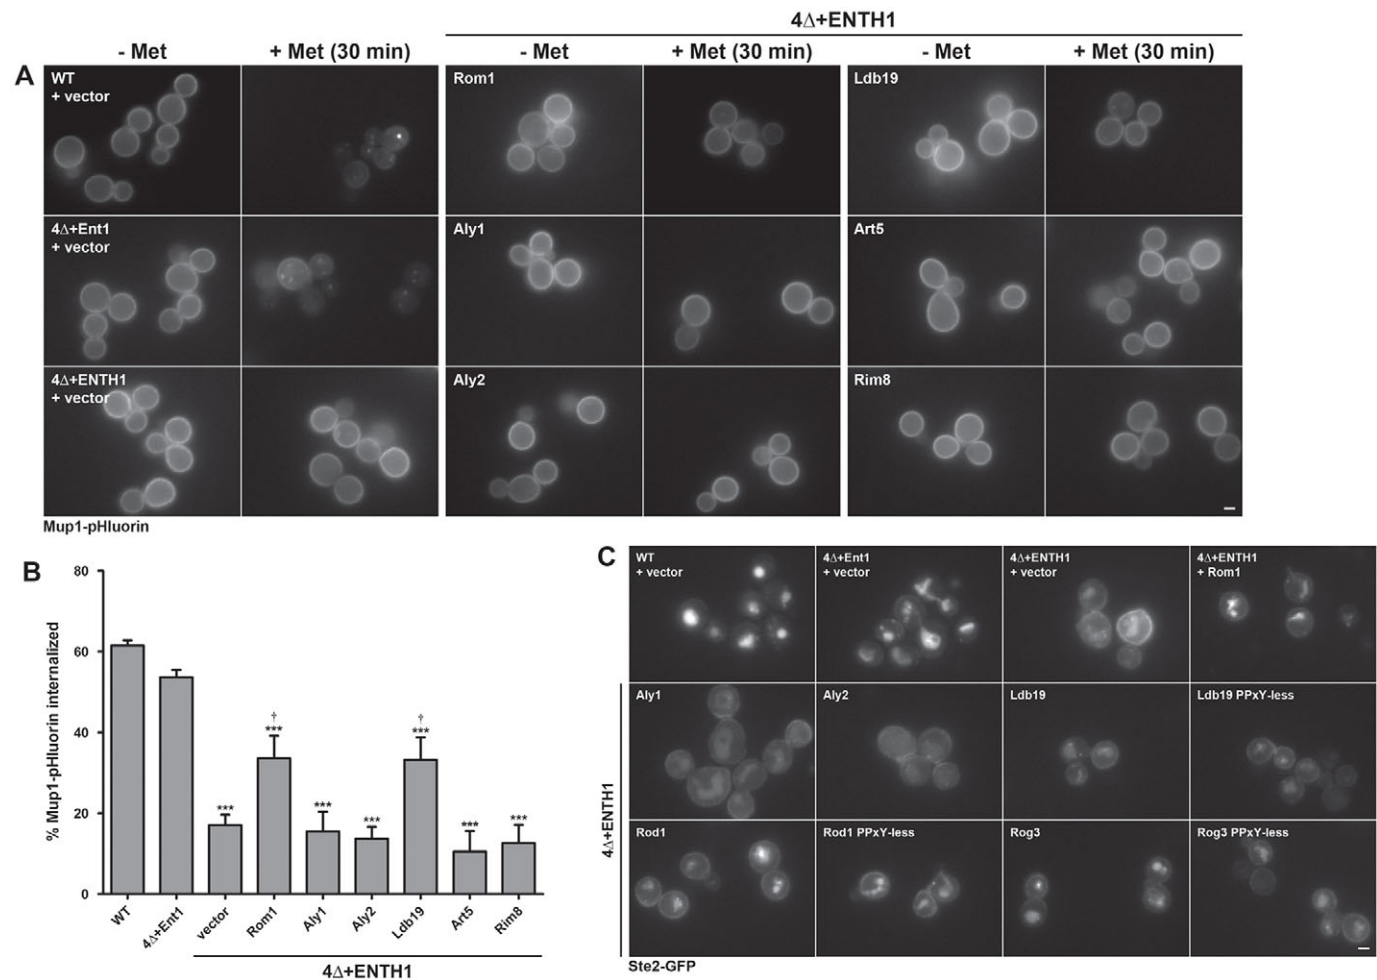 4Δ+ENTH1
- Met
+ Met (30 min)
- Met
+ Met (30 min)
- Met
+ Met (30 min)
A
WT
+ vector
Rom1
Ldb19
4Δ+Ent1
+ vector
Aly1
Art5
4Δ+ENTH1
+ vector
Aly2
Rim8
Mup1-pHluorin
B
% Mup1-pHluorin internalized
80
60
40
20
0
***
†
***
***
***
†
***
***
***
WT
4Δ+Ent1
vector
Rom1
Aly1
Aly2
Ldb19
Art5
Rim8
4Δ+ENTH1
C
WT
+ vector
4Δ+Ent1
+ vector
4Δ+ENTH1
+ vector
4Δ+ENTH1
+ Rom1
4Δ+ENTH1
Aly1
Aly2
Ldb19
Ldb19 PPxY-less
Rod1
Rod1 PPxY-less
Rog3
Rog3 PPxY-less
Ste2-GFP